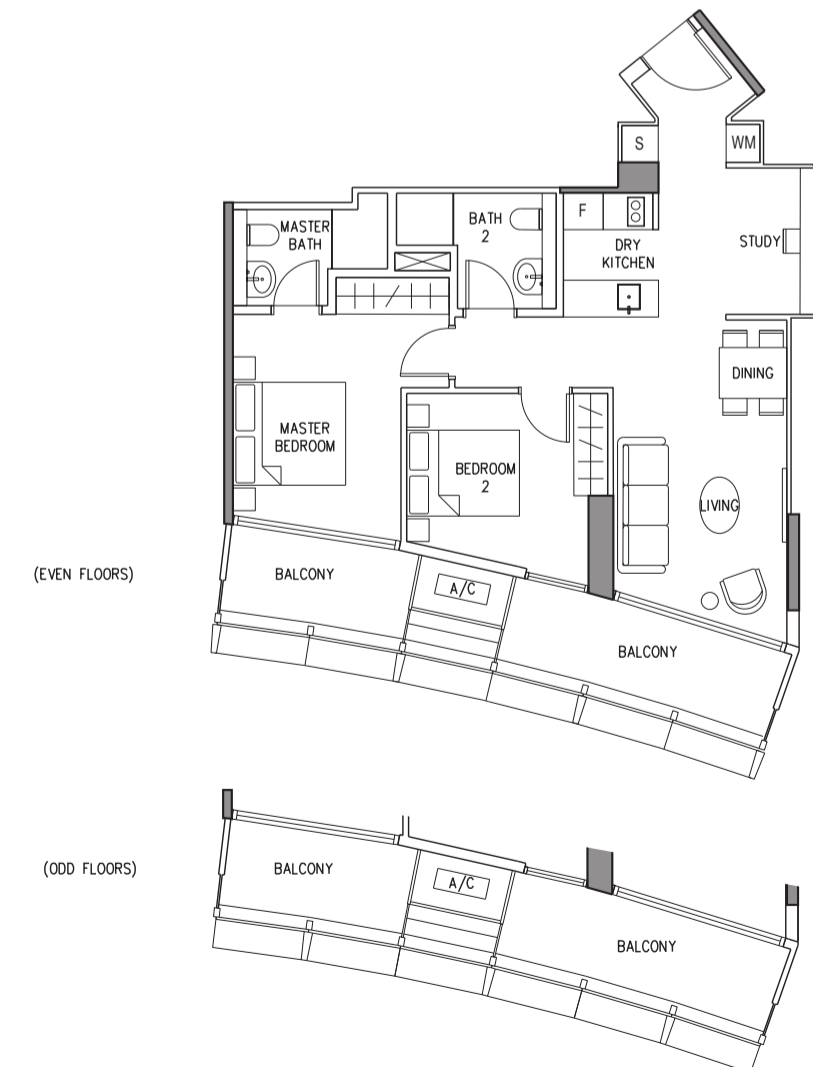 S
WM
F
BATH
2
MASTER
BATH
DRY
KITCHEN
STUDY
DINING
MASTER
BEDROOM
BEDROOM
2
LIVING
(EVEN FLOORS)
BALCONY
A/C
BALCONY
(ODD FLOORS)
BALCONY
A/C
BALCONY